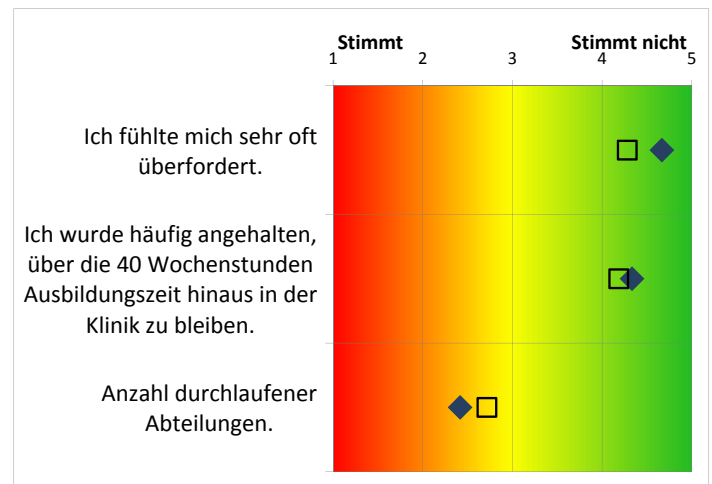 Stimmt Stimmt nicht
1 2 3 4 5
Ich fühlte mich sehr oft
überfordert.
Ich wurde häufig angehalten,
über die 40 Wochenstunden
Ausbildungszeit hinaus in der
Klinik zu bleiben.
Anzahl durchlaufener
Abteilungen.